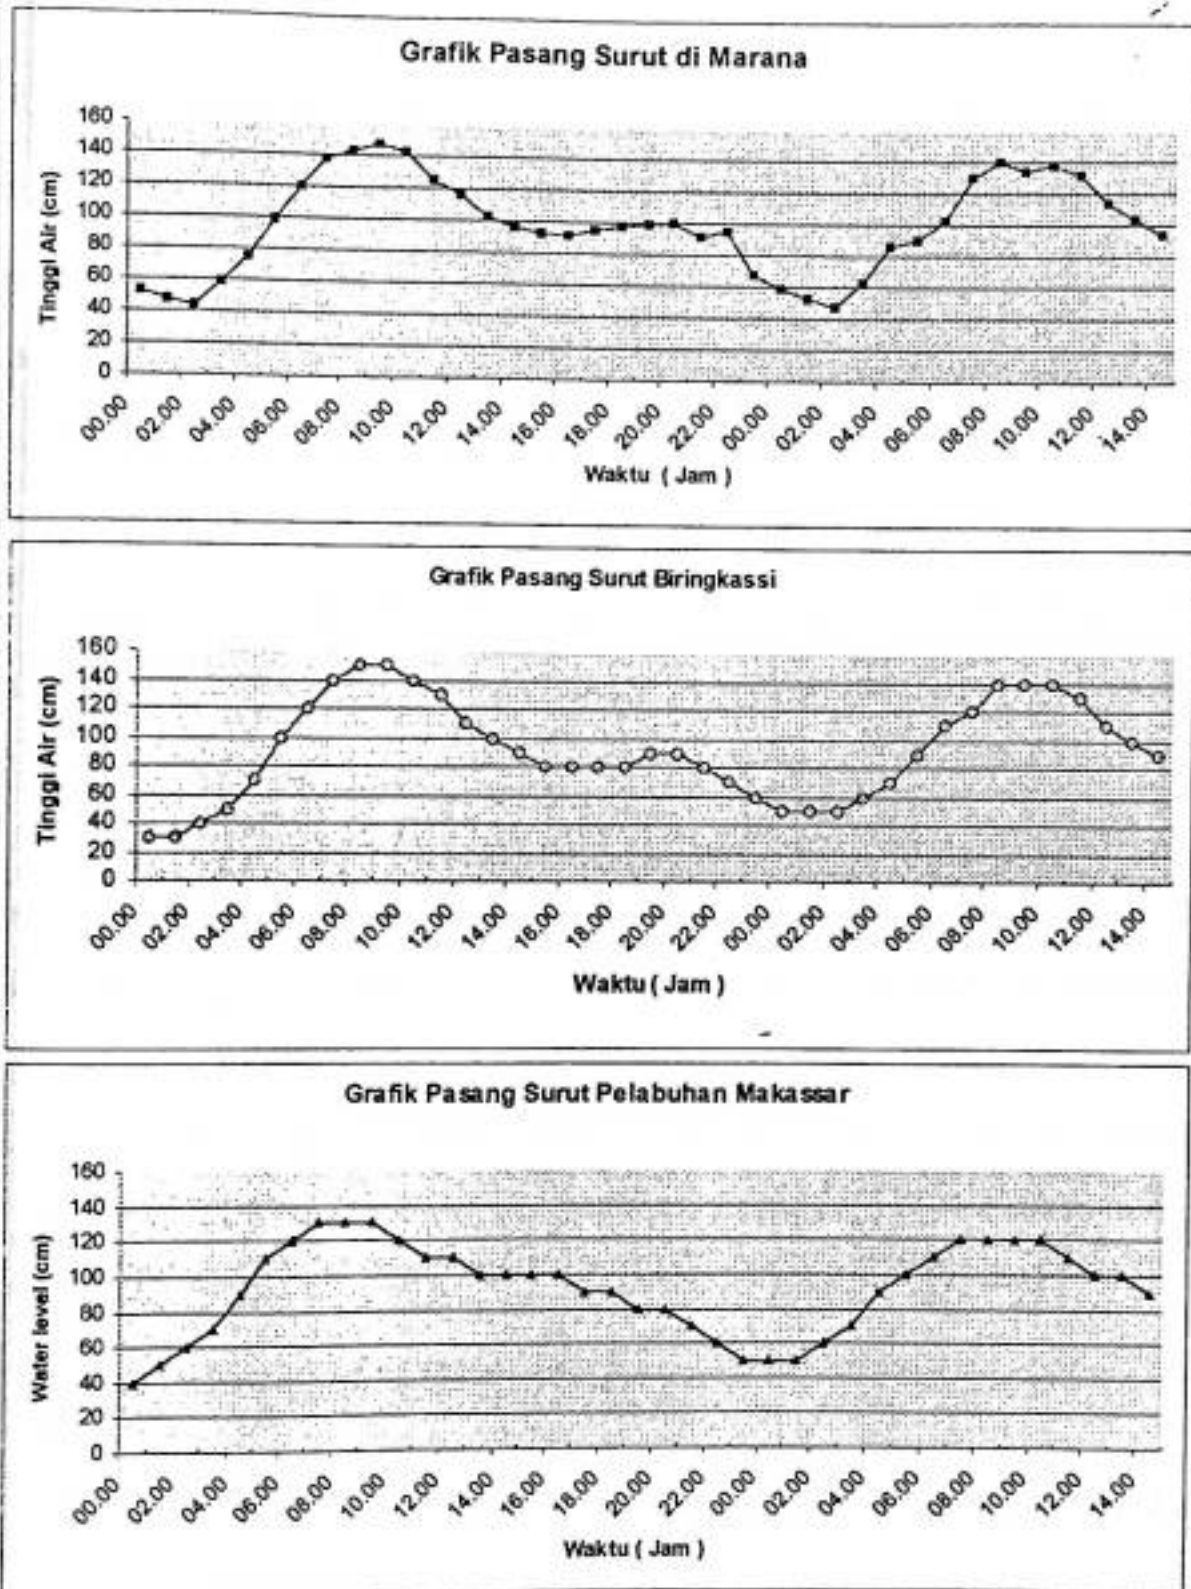 Grafik Pasang Surut di Marana
160
140
120
100
80
60
40
20
0
Tinggi Air (cm)
00.00 02.00 04.00 06.00 08.00 10.00 12.00 14.00 16.00 18.00 20.00 22.00 00.00 02.00 04.00 06.00 08.00 10.00 12.00 14.00
Waktu ( Jam )
Grafik Pasang Surut Biringkassi
160
140
120
100
80
60
40
20
0
Tinggi Air (cm)
00.00 02.00 04.00 06.00 08.00 10.00 12.00 14.00 16.00 18.00 20.00 22.00 00.00 02.00 04.00 06.00 08.00 10.00 12.00 14.00
Waktu ( Jam )
Grafik Pasang Surut Pelabuhan Makassar
160
140
120
100
80
60
40
20
0
Water level (cm)
00.00 02.00 04.00 06.00 08.00 10.00 12.00 14.00 16.00 18.00 20.00 22.00 00.00 02.00 04.00 06.00 08.00 10.00 12.00 14.00
Waktu ( Jam )